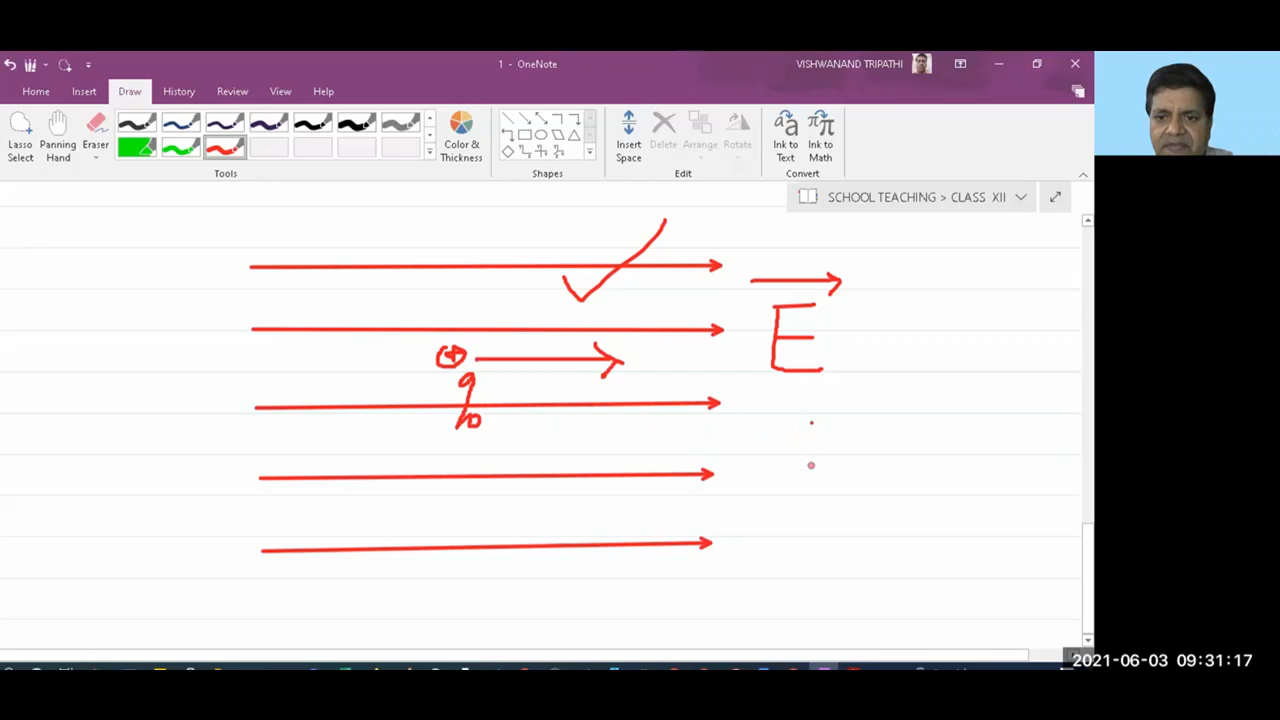 1 - OneNote
VISHWANAND TRIPATHI
Home Insert Draw History Review View Help
Lasso Select
Panning Hand
Eraser
Color & Thickness
Insert Space
Delete
Arrange
Rotate
Ink to Text
Ink to Math
Tools
Shapes
Edit
Convert
SCHOOL TEACHING > CLASS XII
E
+
2021-06-03 09:31:17